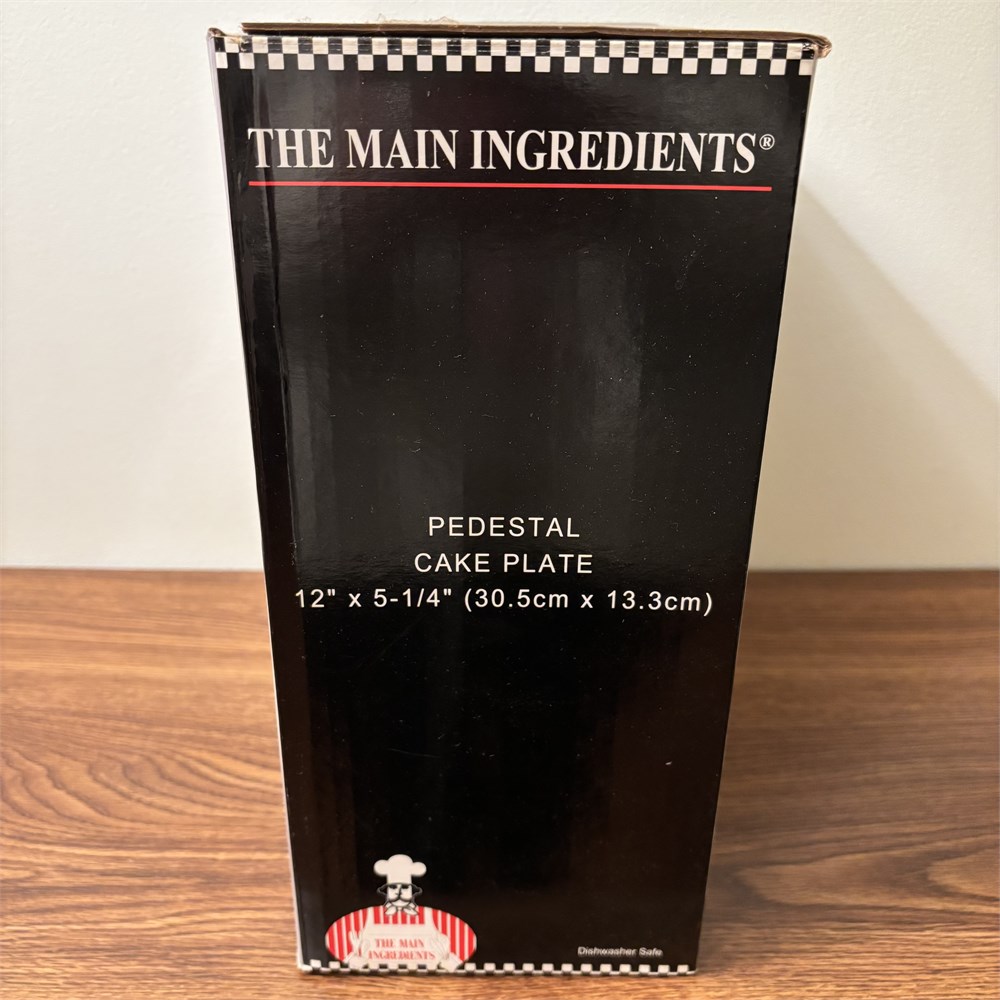 THE MAIN INGREDIENTS®
PEDESTAL
CAKE PLATE
12" x 5-1/4" (30.5cm x 13.3cm)
THE MAIN
INGREDIENTS
Dishwasher Safe